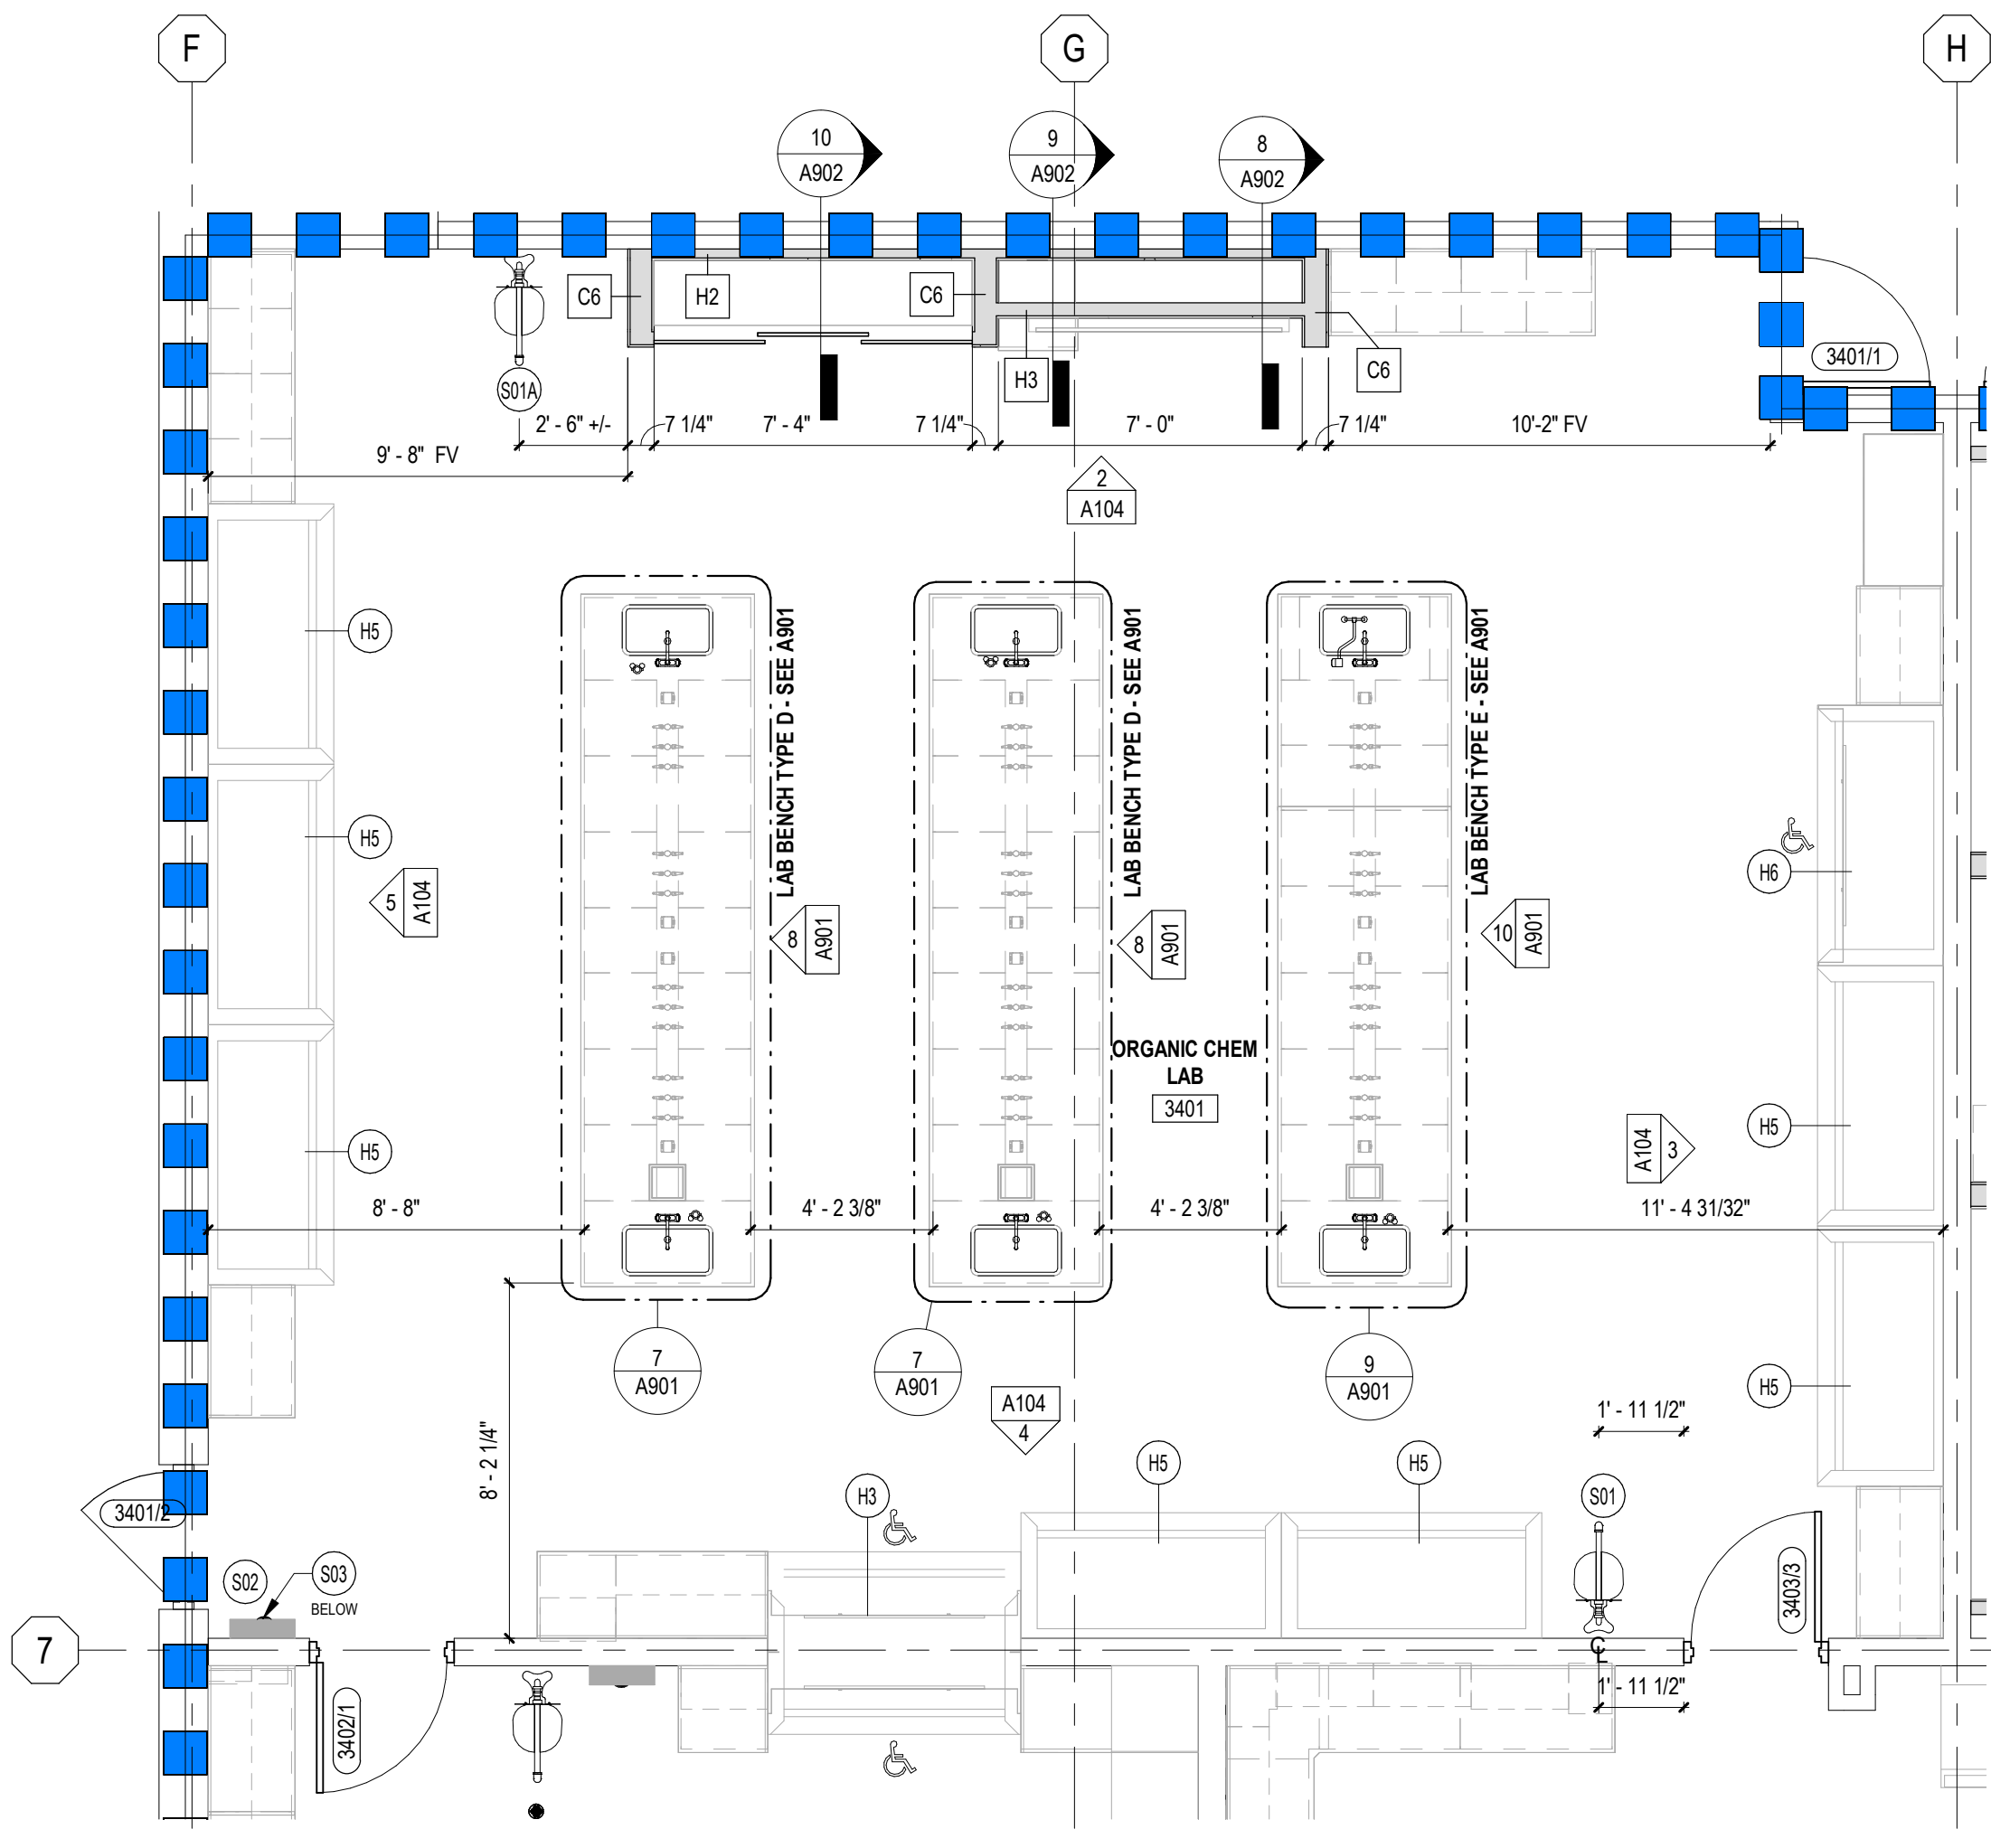 F
G
H
10
A902
9
A902
8
A902
C6
H2
C6
H3
C6
3401/1
S01A
2' - 6" +/-
7 1/4"
7' - 4"
7 1/4"
7' - 0"
7 1/4"
10'-2" FV
9' - 8"  FV
2
A104
H5
LAB BENCH TYPE D - SEE A901
LAB BENCH TYPE D - SEE A901
LAB BENCH TYPE E - SEE A901
H5
H6
5
A104
8
A901
8
A901
10
A901
ORGANIC CHEM
LAB
3401
H5
A104
3
H5
8' - 8"
4' - 2 3/8"
4' - 2 3/8"
11' - 4 31/32"
7
A901
7
A901
9
A901
H5
A104
4
1' - 11 1/2"
8' - 2 1/4"
H5
H5
H3
S01
3401/2
S02
S03
BELOW
3403/3
7
CL
1' - 11 1/2"
3402/1